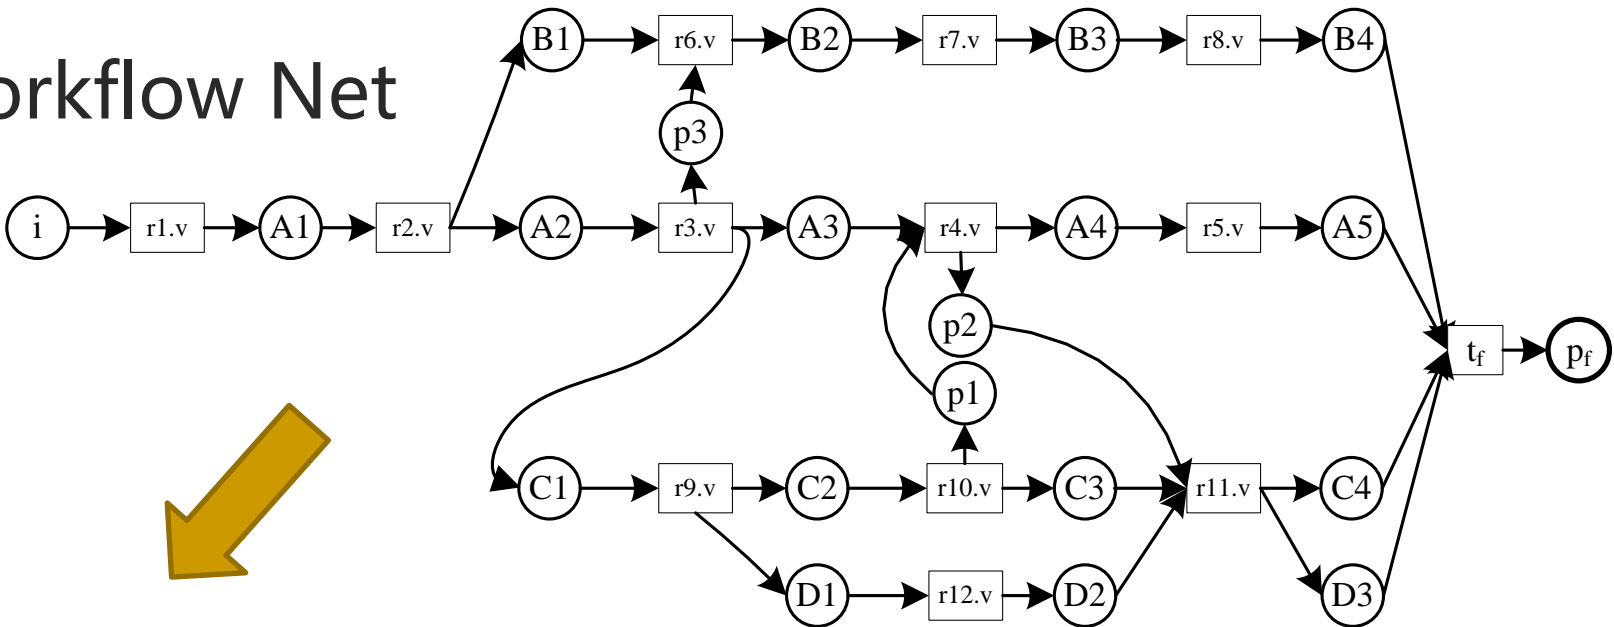 orkflow Net
B1 r6.v B2 r7.v B3 r8.v B4
p3
i r1.v A1 r2.v A2 r3.v A3 r4.v A4 r5.v A5
p2
tf pf
p1
C1 r9.v C2 r10.v C3 r11.v C4
D1 r12.v D2 D3